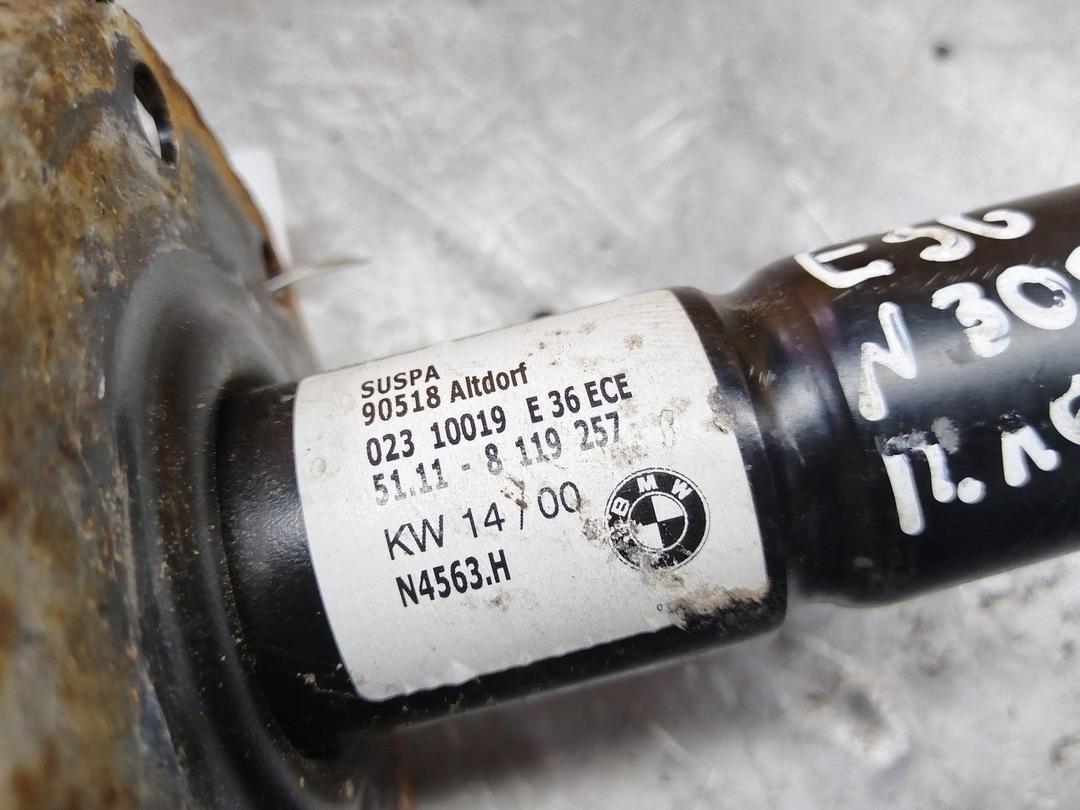 SUSPA
90518 Altdorf
023 10019 E 36 ECE
51.11 - 8 119 257
KW 14 / 00
N4563.H
BMW
E36